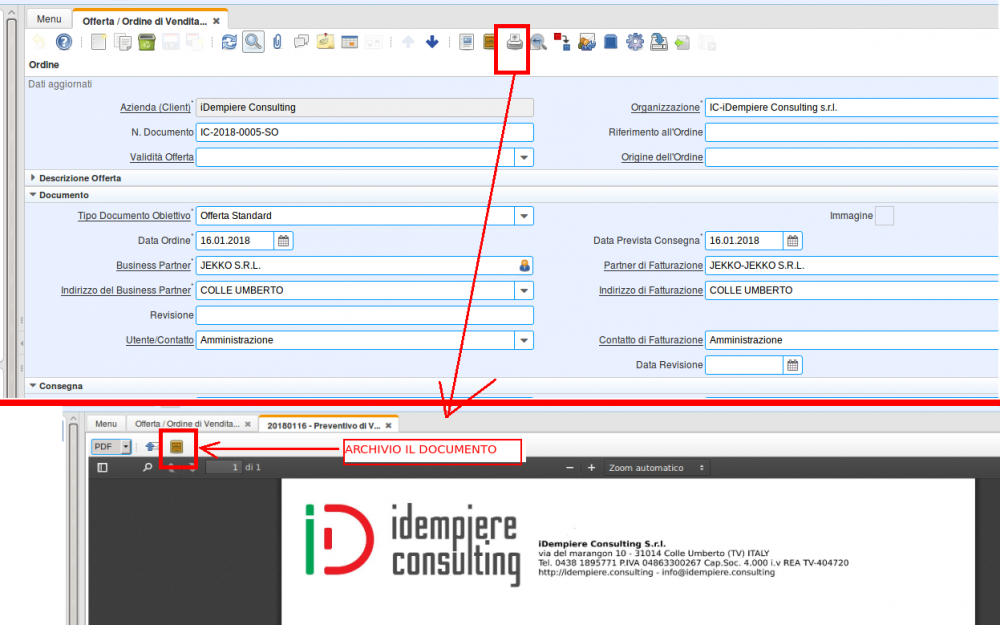 Menu
Offerta / Ordine di Vendita... ×
Ordine
Dati aggiornati
Azienda (Client)* iDempiere Consulting Organizzazione* IC-iDempiere Consulting s.r.l.
N. Documento IC-2018-0005-SO Riferimento all'Ordine
Validità Offerta Origine dell'Ordine
Descrizione Offerta
Documento
Tipo Documento Obiettivo* Offerta Standard Immagine
Data Ordine* 16.01.2018 Data Prevista Consegna* 16.01.2018
Business Partner* JEKKO S.R.L. Partner di Fatturazione JEKKO-JEKKO S.R.L.
Indirizzo del Business Partner* COLLE UMBERTO Indirizzo di Fatturazione COLLE UMBERTO
Revisione
Utente/Contatto Amministrazione Contatto di Fatturazione Amministrazione
Data Revisione
Consegna
Menu Offerta / Ordine di Vendita... × 20180116 - Preventivo di V... ×
PDF
ARCHIVIO IL DOCUMENTO
1 di 1 − + Zoom automatico
iD idempiere
consulting
iDempiere Consulting S.r.l.
via del marangon 10 - 31014 Colle Umberto (TV) ITALY
Tel. 0438 1895771 P.IVA 04863300267 Cap.Soc. 4.000 i.v REA TV-404720
http://idempiere.consulting - info@idempiere.consulting